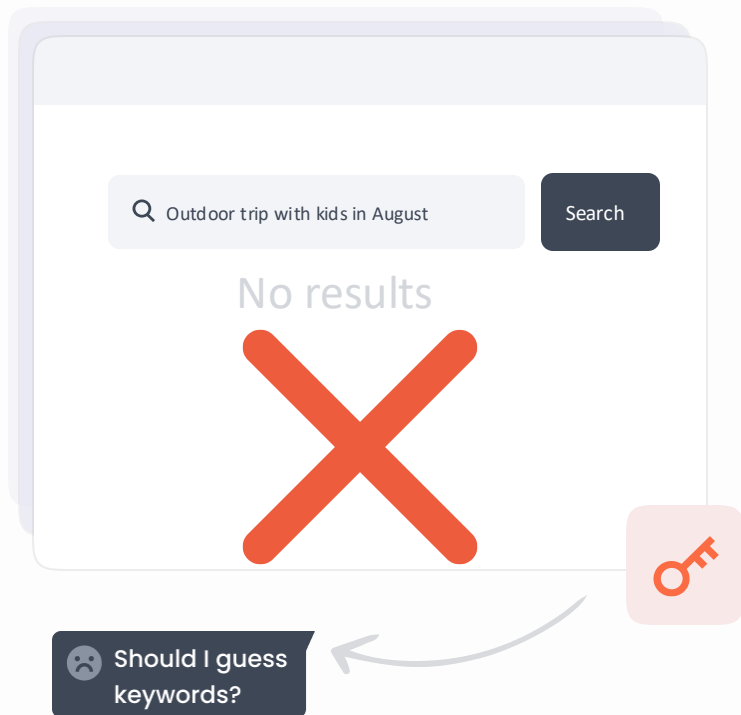 Outdoor trip with kids in August
Search
No results
Should I guess
keywords?